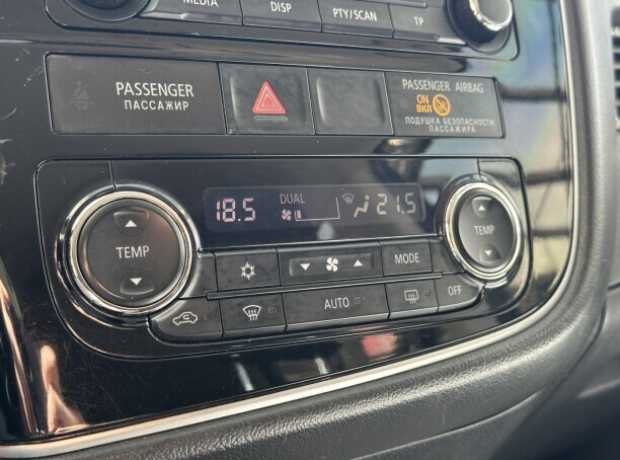 MEDIA
DISP
PTY/SCAN
TP
PASSENGER
ПАССАЖИР
PASSENGER AIRBAG
ON
ВКЛ
ПОДУШКА БЕЗОПАСНОСТИ
ПАССАЖИРА
18.5
DUAL
21.5
TEMP
TEMP
MODE
AUTO
OFF